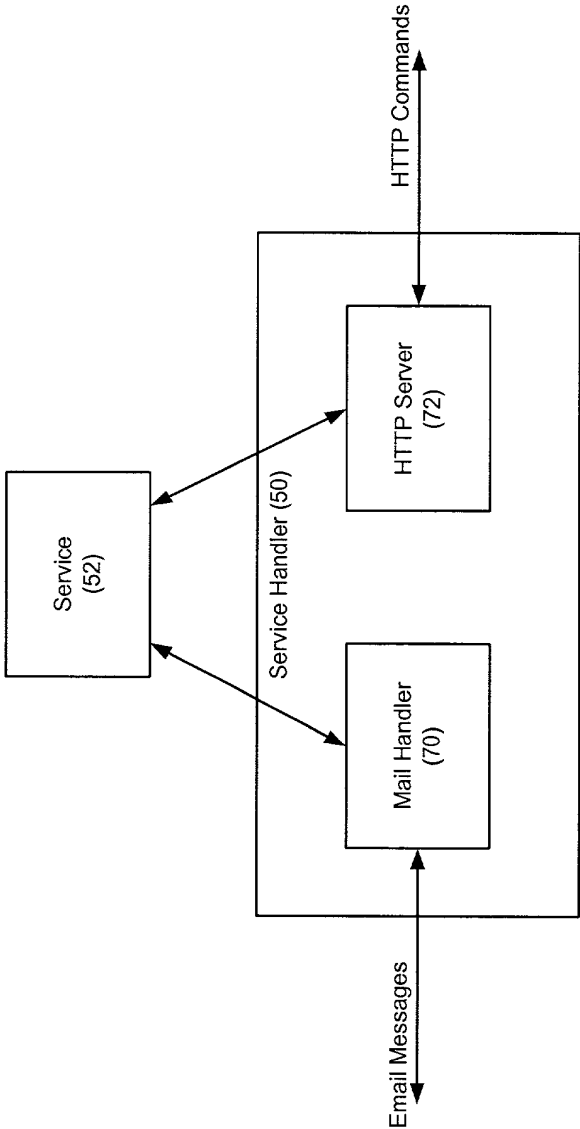 Service
(52)
Service Handler (50)
Mail Handler
(70)
HTTP Server
(72)
Email Messages
HTTP Commands